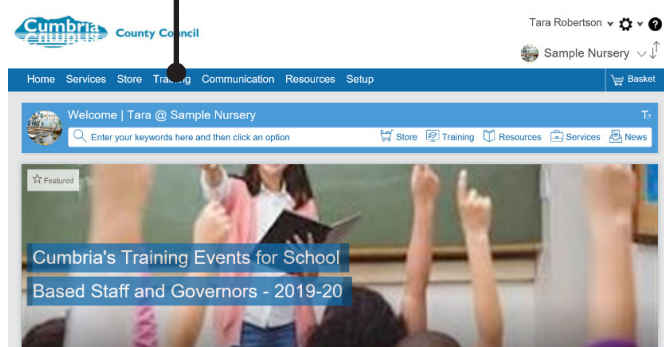 Cumbria County Council
Tara Robertson
Sample Nursery
Home Services Store Training Communication Resources Setup Basket
Welcome | Tara @ Sample Nursery
Enter your keywords here and then click an option Store Training Resources Services News
Featured
Cumbria's Training Events for School
Based Staff and Governors - 2019-20